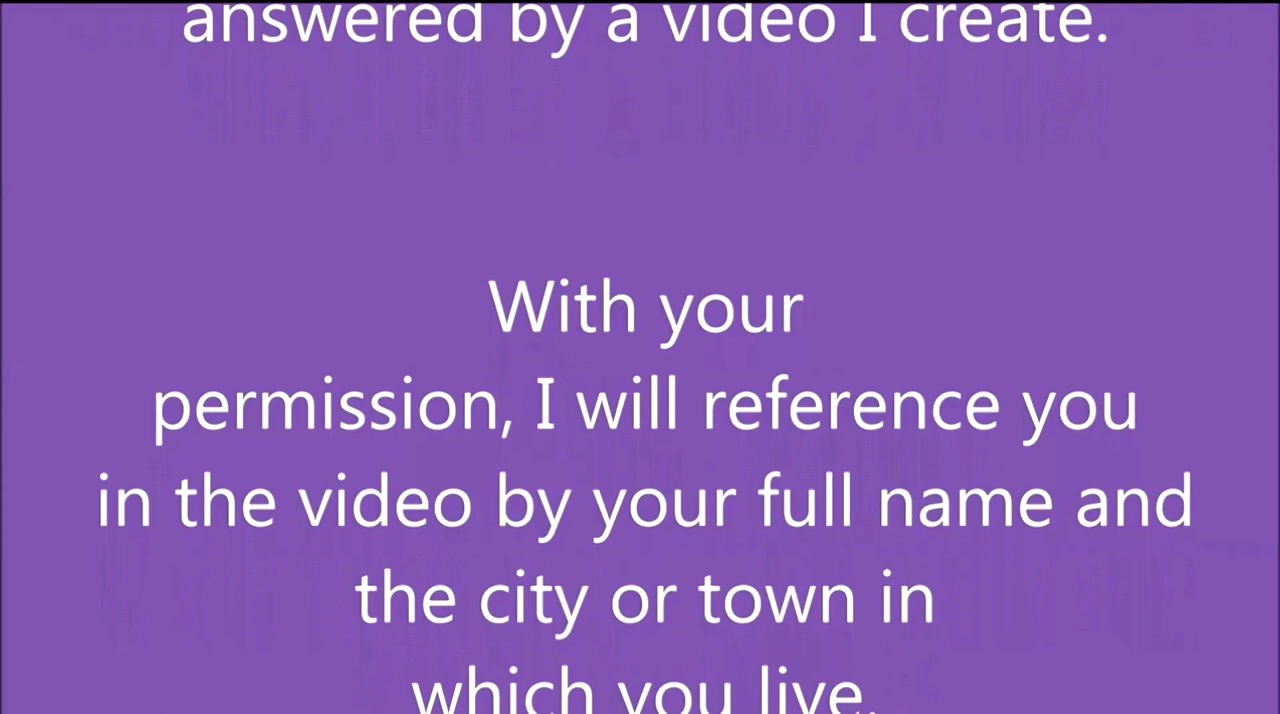 answered by a video I create.
With your
permission, I will reference you
in the video by your full name and
the city or town in
which you live.